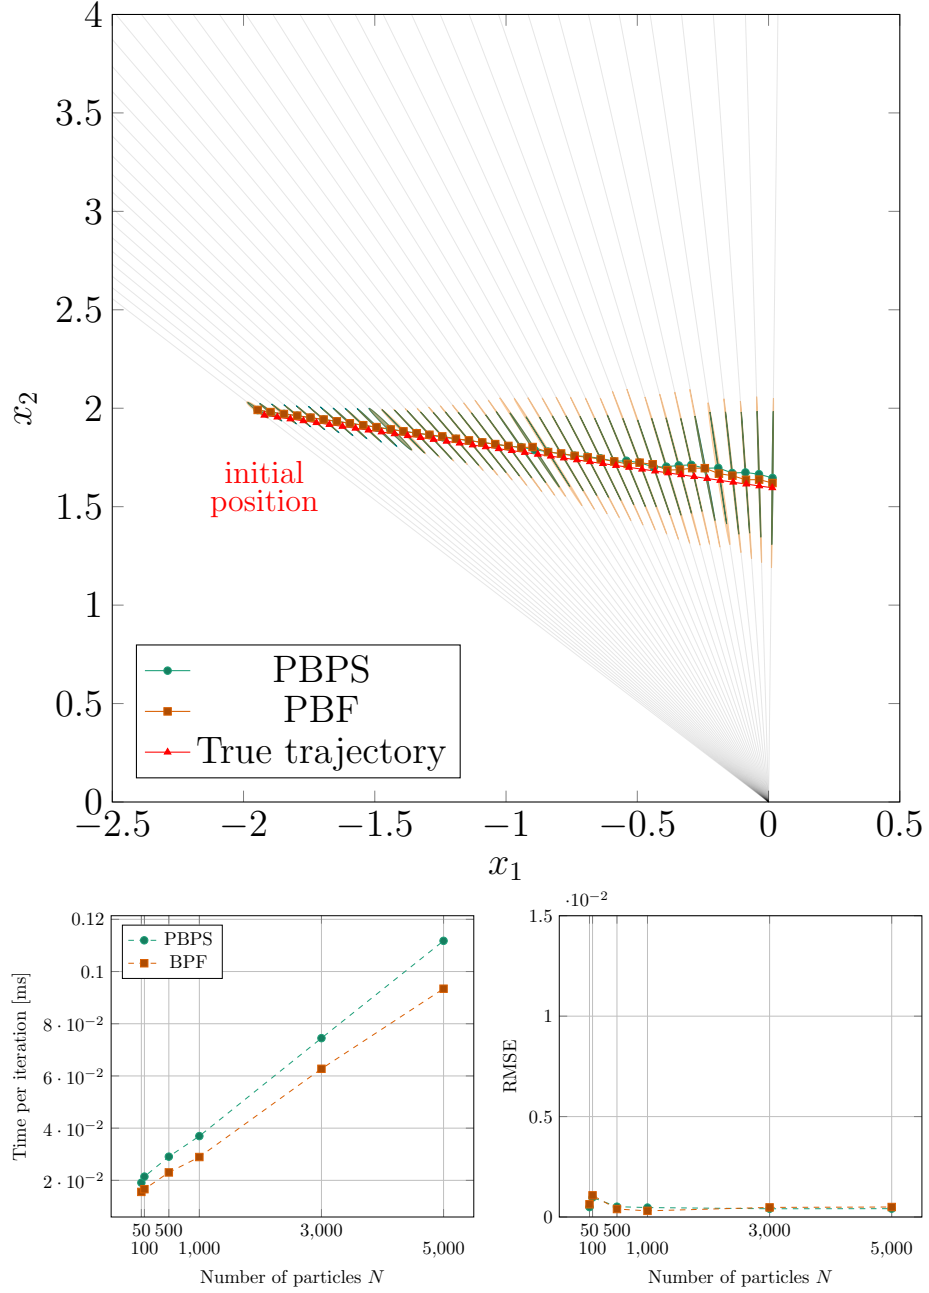 4
3.5
3
2.5
2
1.5
1
0.5
0
x₂
initial
position
PBPS
PBF
True trajectory
−2.5 −2 −1.5 −1 −0.5 0 0.5
x₁
0.12
0.1
8 · 10⁻²
6 · 10⁻²
4 · 10⁻²
2 · 10⁻²
Time per iteration [ms]
PBPS
BPF
50 500 3,000
100 1,000 5,000
Number of particles N
·10⁻²
1.5
1
0.5
0
RMSE
50 500 3,000
100 1,000 5,000
Number of particles N